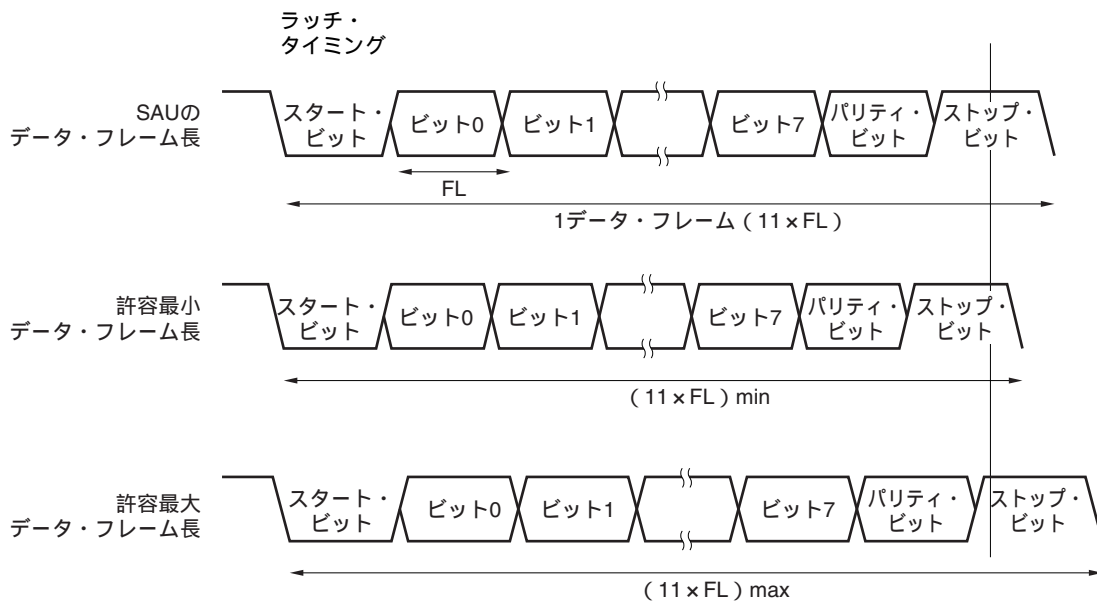 ラッチ・
タイミング
SAUの
データ・フレーム長
スタート・
ビット
ビット0
ビット1
ビット7
パリティ・
ビット
ストップ・
ビット
FL
1データ・フレーム(11×FL)
許容最小
データ・フレーム長
スタート・
ビット
ビット0
ビット1
ビット7
パリティ・
ビット
ストップ・
ビット
(11×FL)min
許容最大
データ・フレーム長
スタート・
ビット
ビット0
ビット1
ビット7
パリティ・
ビット
ストップ・
ビット
(11×FL)max